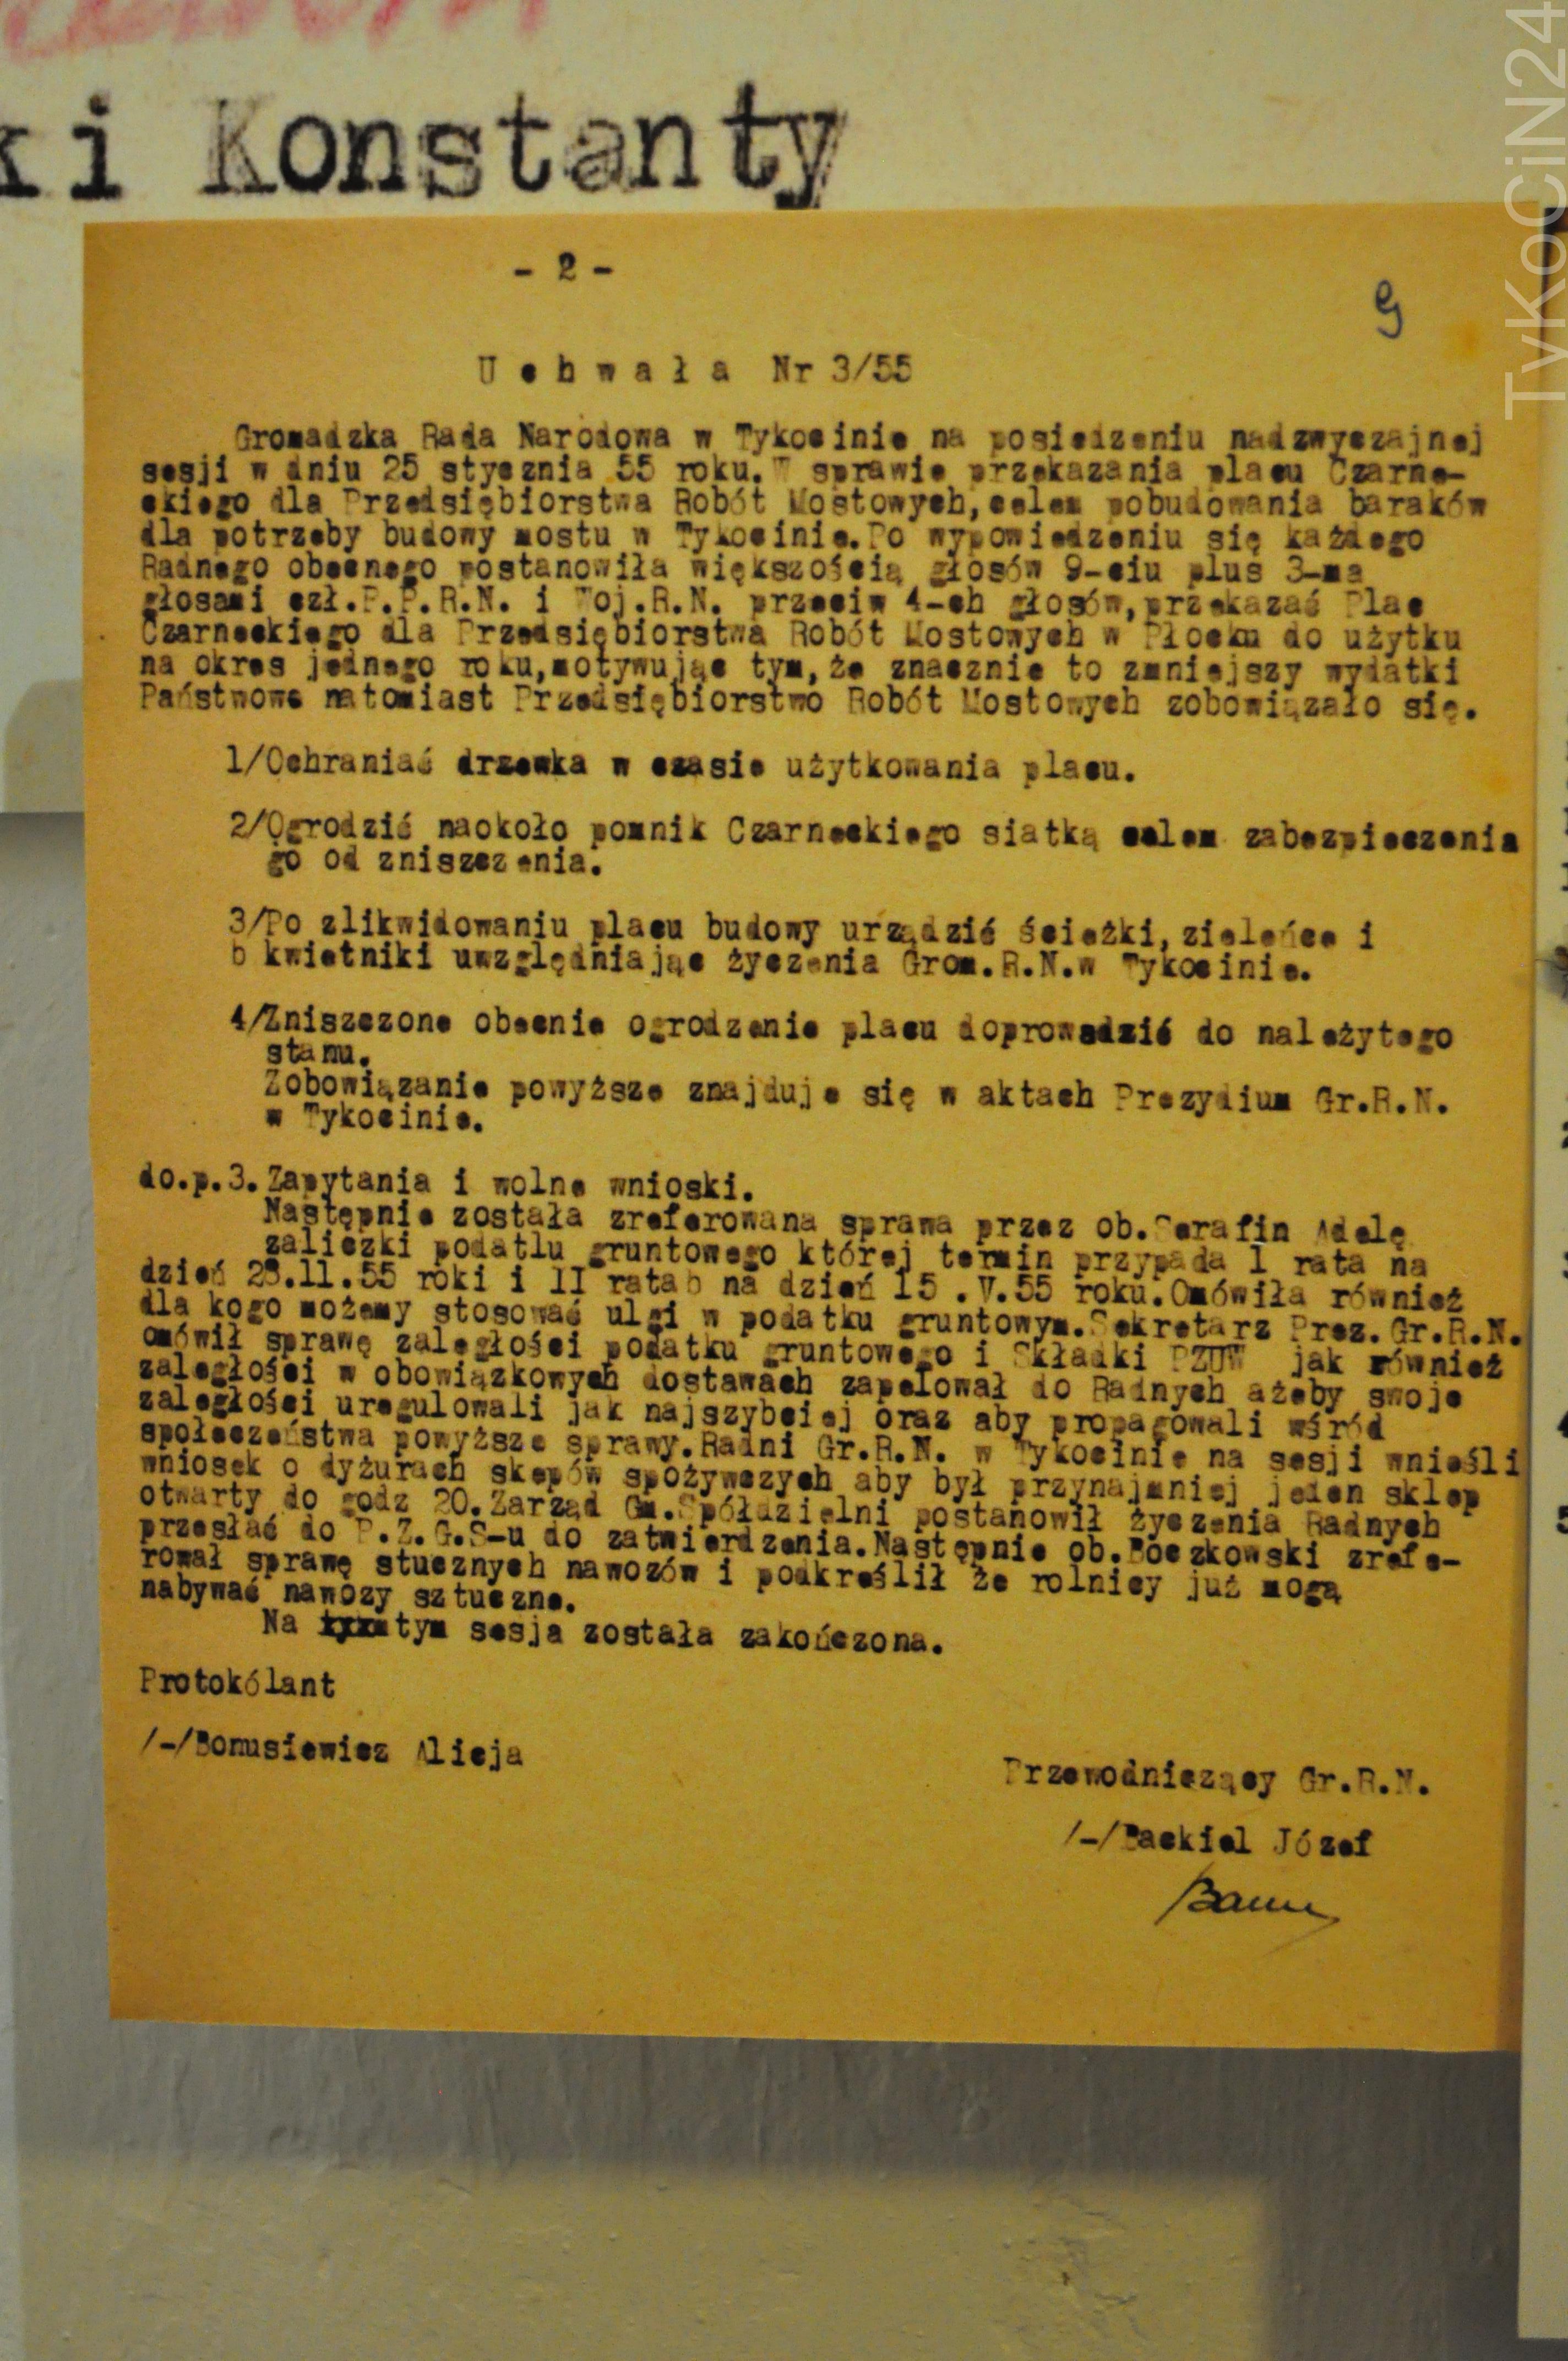 TyKoCiN24
ki Konstanty
- 2 -
9
U c h w a ł a Nr 3/55
Gromadzka Rada Narodowa w Tykocinie na posiedzeniu nadzwyczajnej
sesji w dniu 25 stycznia 55 roku.W sprawie przekazania placu Czarne-
ckiego dla Przedsiębiorstwa Robót Mostowych,celem pobudowania baraków
dla potrzeby budowy mostu w Tykocinie.Po wypowiedzeniu się każdego
Radnego obecnego postanowiła większością głosów 9-ciu plus 3-ma
głosami czł.P.P.R.N. i Woj.R.N. przeciw 4-ch głosów,przekazać Plac
Czarneckiego dla Przedsiębiorstwa Robót Mostowych w Płocku do użytku
na okres jednego roku,motywując tym,że znacznie to zmniejszy wydatki
Państwowe natomiast Przedsiębiorstwo Robót Mostowych zobowiązało się.
1/Ochraniać drzewka w czasie użytkowania placu.
2/Ogrodzić naokoło pomnik Czarneckiego siatką celem zabezpieczenia
go od zniszczenia.
3/Po zlikwidowaniu placu budowy urządzić ścieżki,zieleńce i
b kwietniki uwzględniając życzenia Grom.R.N.w Tykocinie.
4/Zniszczone obecnie ogrodzenie placu doprowadzić do należytego
stanu.
Zobowiązanie powyższe znajduje się w aktach Prezydium Gr.R.N.
w Tykocinie.
do.p.3.Zapytania i wolne wnioski.
Następnie została zreferowana sprawa przez ob.Serafin Adelę
zaliczki podatlu gruntowego której termin przypada 1 rata na
dzień 28.11.55 roki i II ratab na dzień 15 .V.55 roku.Omówiła również
dla kogo możemy stosować ulgi w podatku gruntowym.Sekretarz Prez.Gr.R.N.
omówił sprawę zaległości podatku gruntowego i Składki PZUW jak również
zaległości w obowiązkowych dostawach zapelował do Radnych ażeby swoje
zaległości uregulowali jak najszybciej oraz aby propagowali wśród
społeczeństwa powyższe sprawy.Radni Gr.R.N. w Tykocinie na sesji wnieśli
wniosek o dyżurach skepów spożywczych aby był przynajmniej jeden sklep
otwarty do godz 20.Zarząd Gm.Spółdzielni postanowił życzenia Radnych
przesłać do P.Z.G.S-u do zatwierdzenia.Następnie ob.Boczkowski zrefe-
rował sprawę stucznych nawozów i podkreślił że rolnicy już mogą
nabywać nawozy sztuczne.
Na tym sesja została zakończona.
Protokólant
/-/Bonusiewicz Alicja
Przewodniczący Gr.R.N.
/-/Backiel Józef